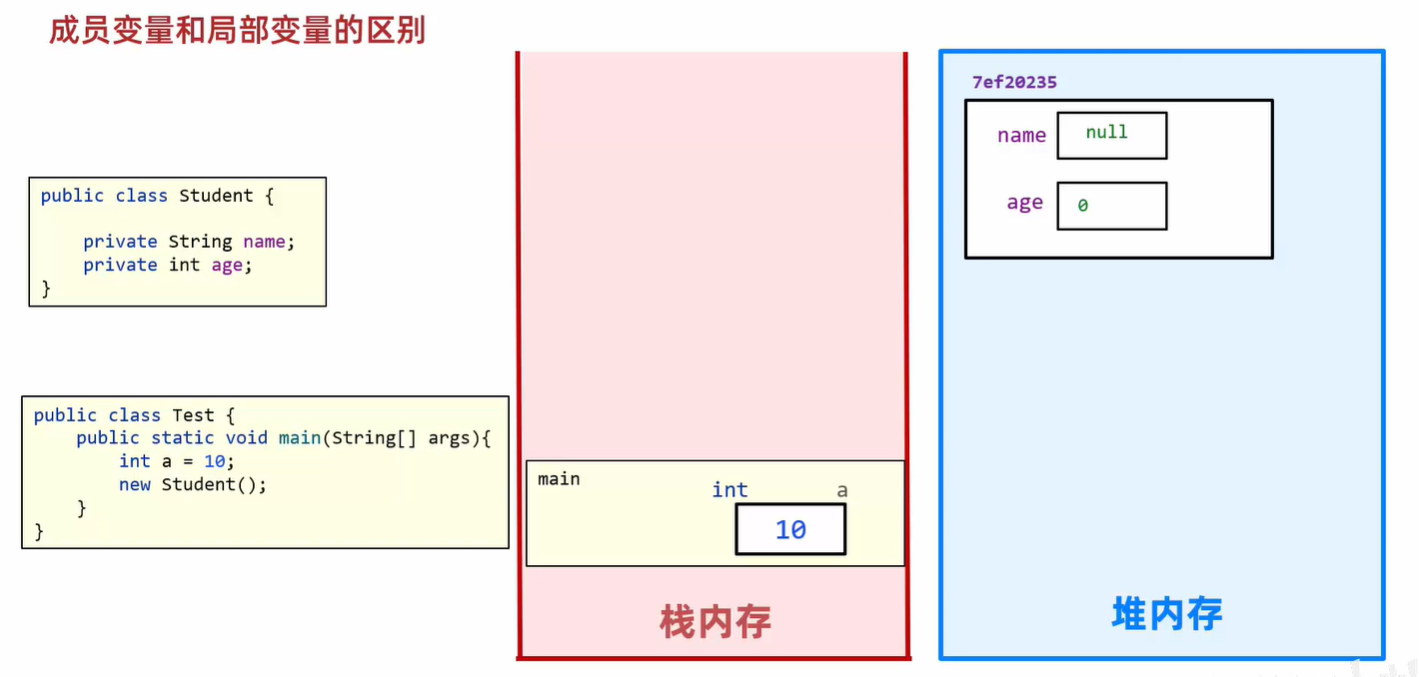 成员变量和局部变量的区别
public class Student {
private String name;
private int age;
}
public class Test {
public static void main(String[] args){
int a = 10;
new Student();
}
}
main
int a
10
栈内存
7ef20235
name null
age 0
堆内存